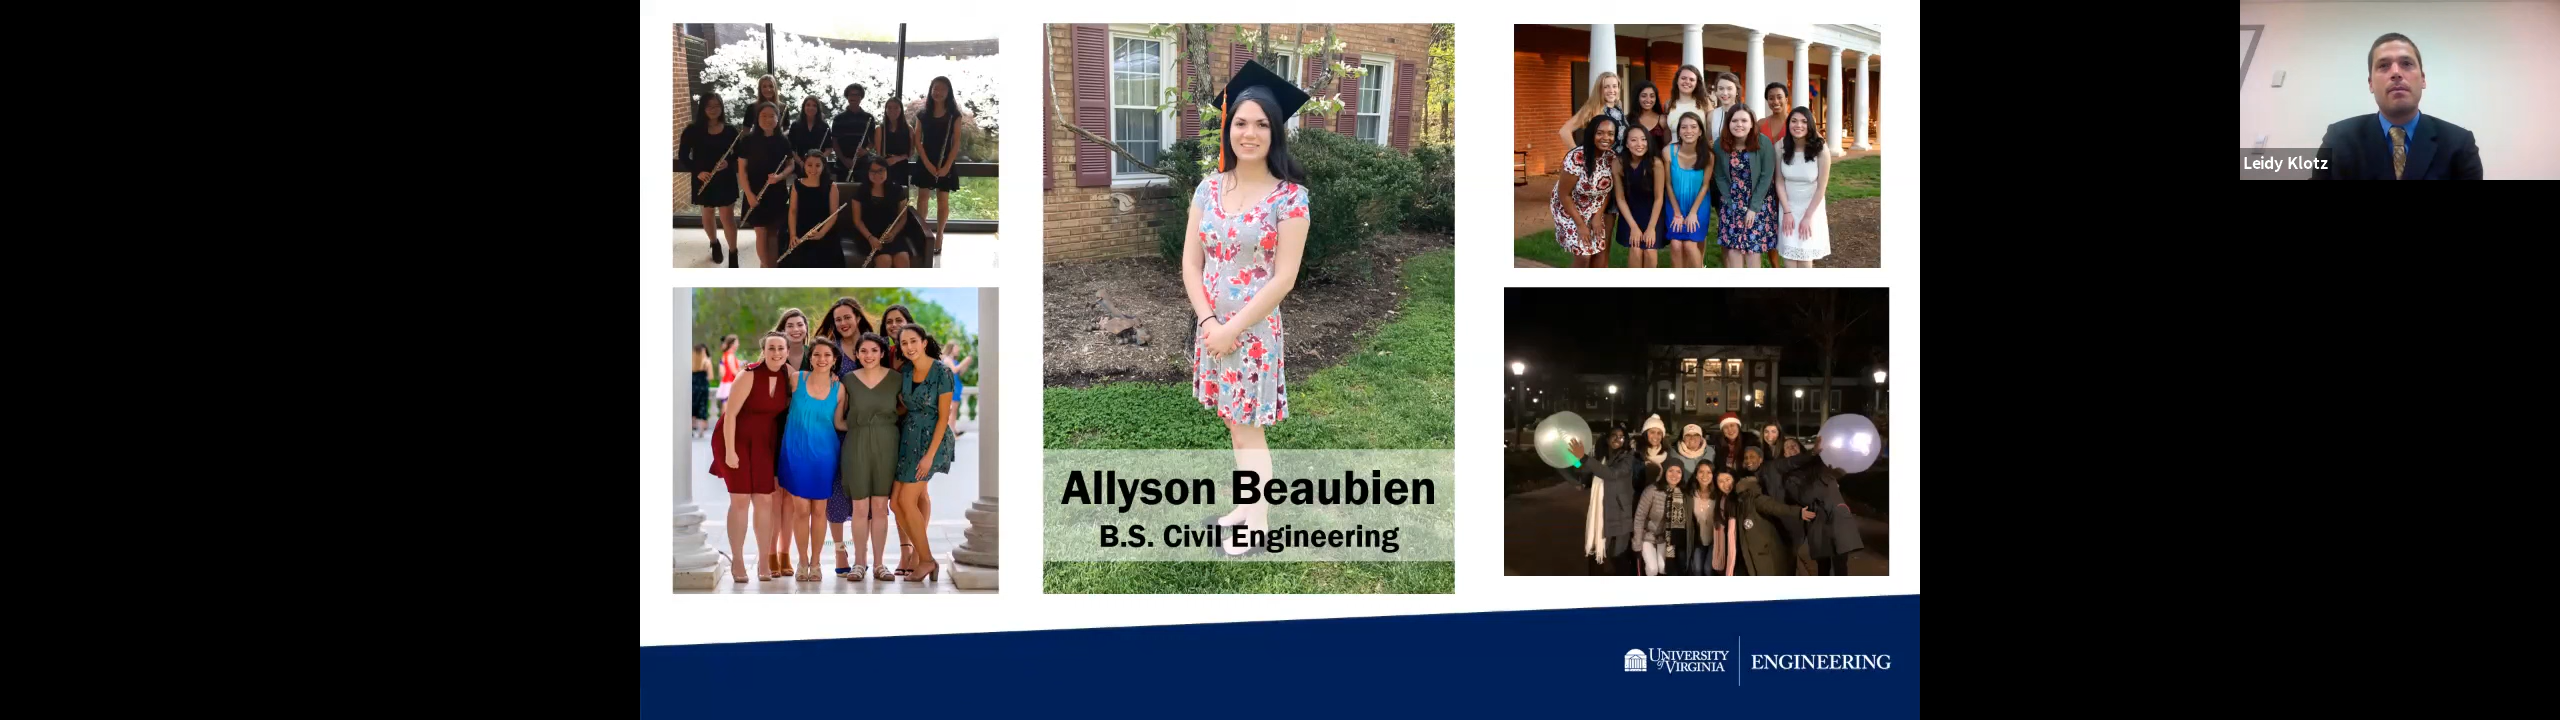 Allyson Beaubien
B.S. Civil Engineering
UNIVERSITY
of VIRGINIA
ENGINEERING
Leidy Klotz